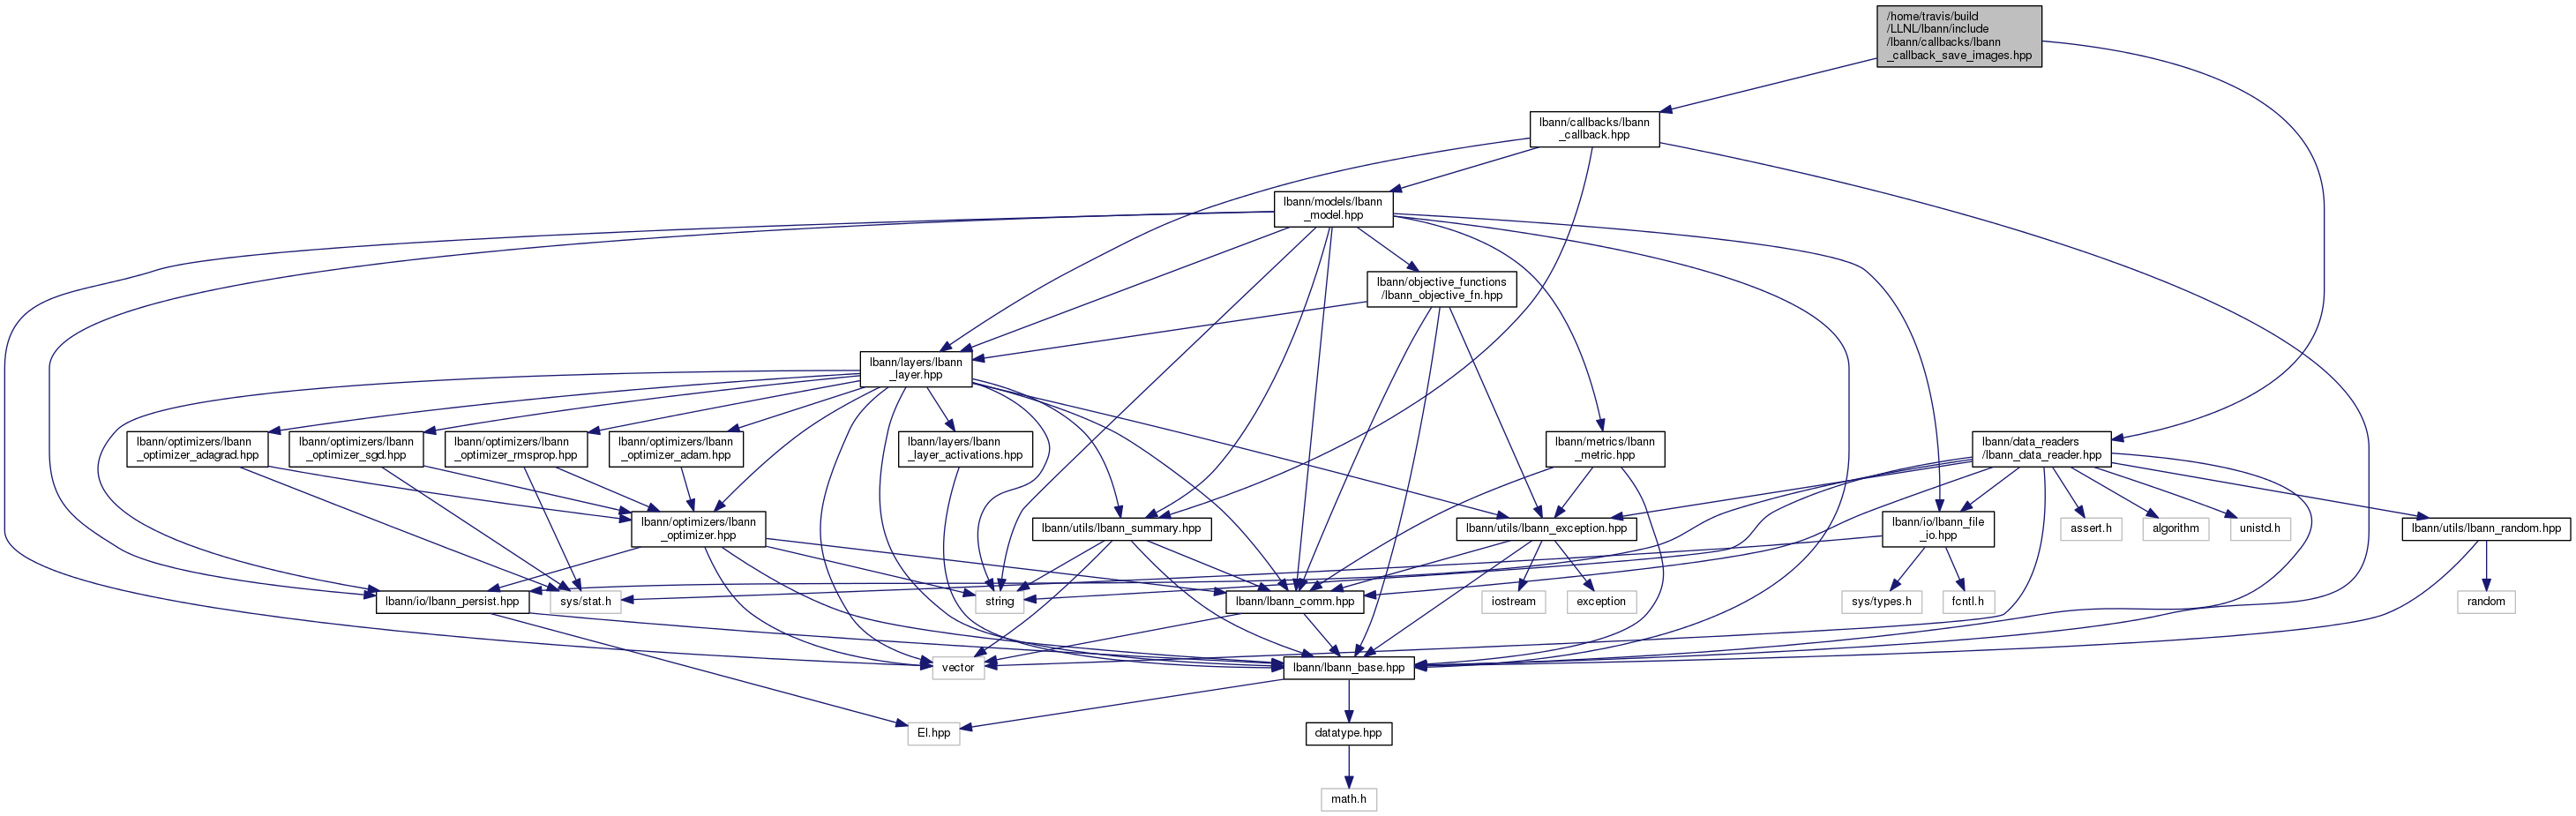 /home/travis/build
/LLNL/lbann/include
/lbann/callbacks/lbann
_callback_save_images.hpp
lbann/callbacks/lbann
_callback.hpp
lbann/models/lbann
_model.hpp
lbann/objective_functions
/lbann_objective_fn.hpp
lbann/layers/lbann
_layer.hpp
lbann/optimizers/lbann
_optimizer_adagrad.hpp
lbann/optimizers/lbann
_optimizer_sgd.hpp
lbann/optimizers/lbann
_optimizer_rmsprop.hpp
lbann/optimizers/lbann
_optimizer_adam.hpp
lbann/layers/lbann
_layer_activations.hpp
lbann/metrics/lbann
_metric.hpp
lbann/data_readers
/lbann_data_reader.hpp
lbann/optimizers/lbann
_optimizer.hpp
lbann/utils/lbann_summary.hpp
lbann/utils/lbann_exception.hpp
lbann/io/lbann_file
_io.hpp
assert.h
algorithm
unistd.h
lbann/utils/lbann_random.hpp
lbann/io/lbann_persist.hpp
sys/stat.h
string
lbann/lbann_comm.hpp
iostream
exception
sys/types.h
fcntl.h
random
vector
lbann/lbann_base.hpp
El.hpp
datatype.hpp
math.h